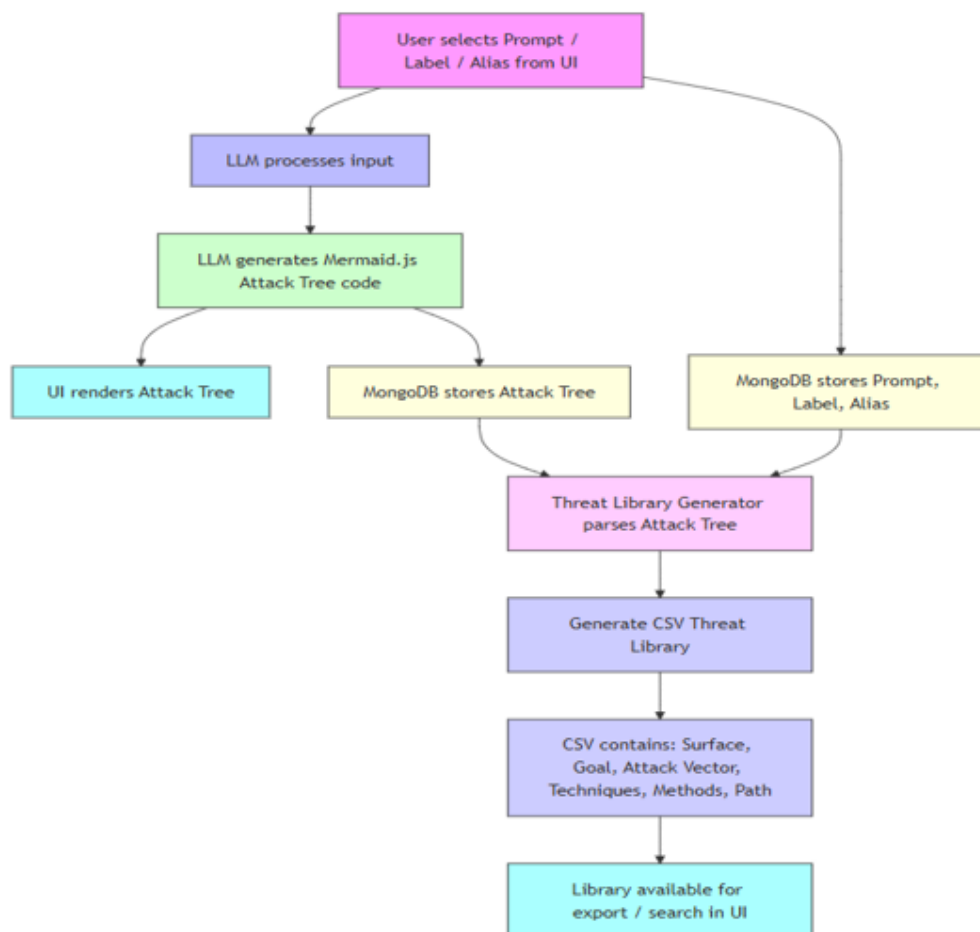 User selects Prompt /
Label / Alias from UI
LLM processes input
LLM generates Mermaid.js
Attack Tree code
UI renders Attack Tree
MongoDB stores Attack Tree
MongoDB stores Prompt,
Label, Alias
Threat Library Generator
parses Attack Tree
Generate CSV Threat
Library
CSV contains: Surface,
Goal, Attack Vector,
Techniques, Methods, Path
Library available for
export / search in UI